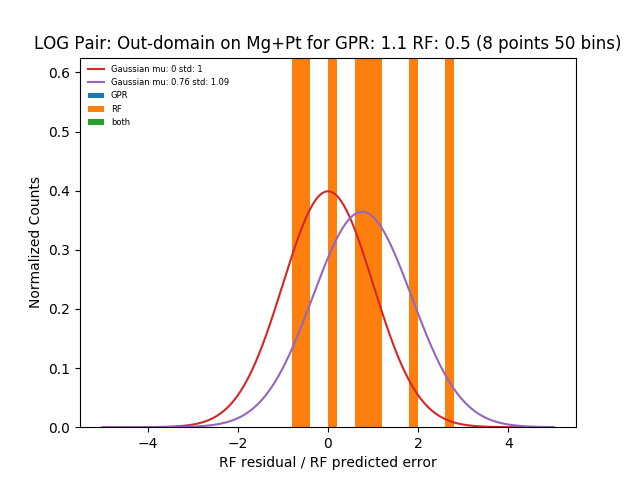 LOG Pair: Out-domain on Mg+Pt for GPR: 1.1 RF: 0.5 (8 points 50 bins)
Gaussian mu: 0 std: 1
Gaussian mu: 0.76 std: 1.09
GPR
RF
both
0.6
0.5
0.4
0.3
0.2
0.1
0.0
Normalized Counts
−4
−2
0
2
4
RF residual / RF predicted error